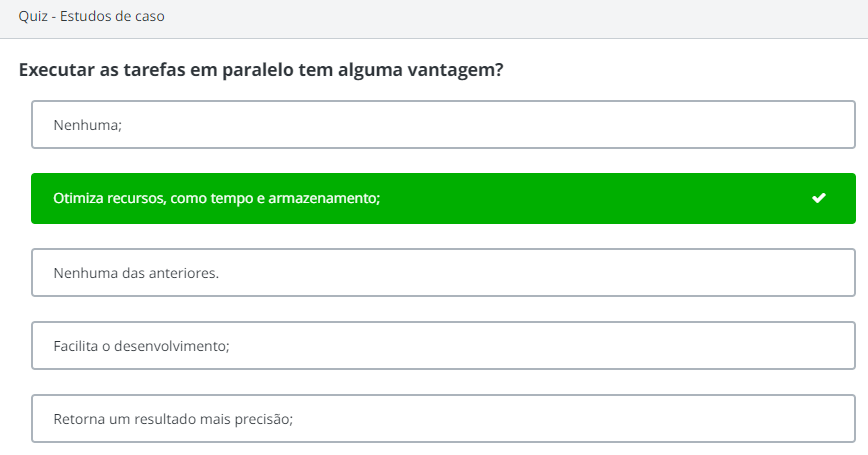 Quiz - Estudos de caso
Executar as tarefas em paralelo tem alguma vantagem?
Nenhuma;
Otimiza recursos, como tempo e armazenamento;
Nenhuma das anteriores.
Facilita o desenvolvimento;
Retorna um resultado mais precisão;